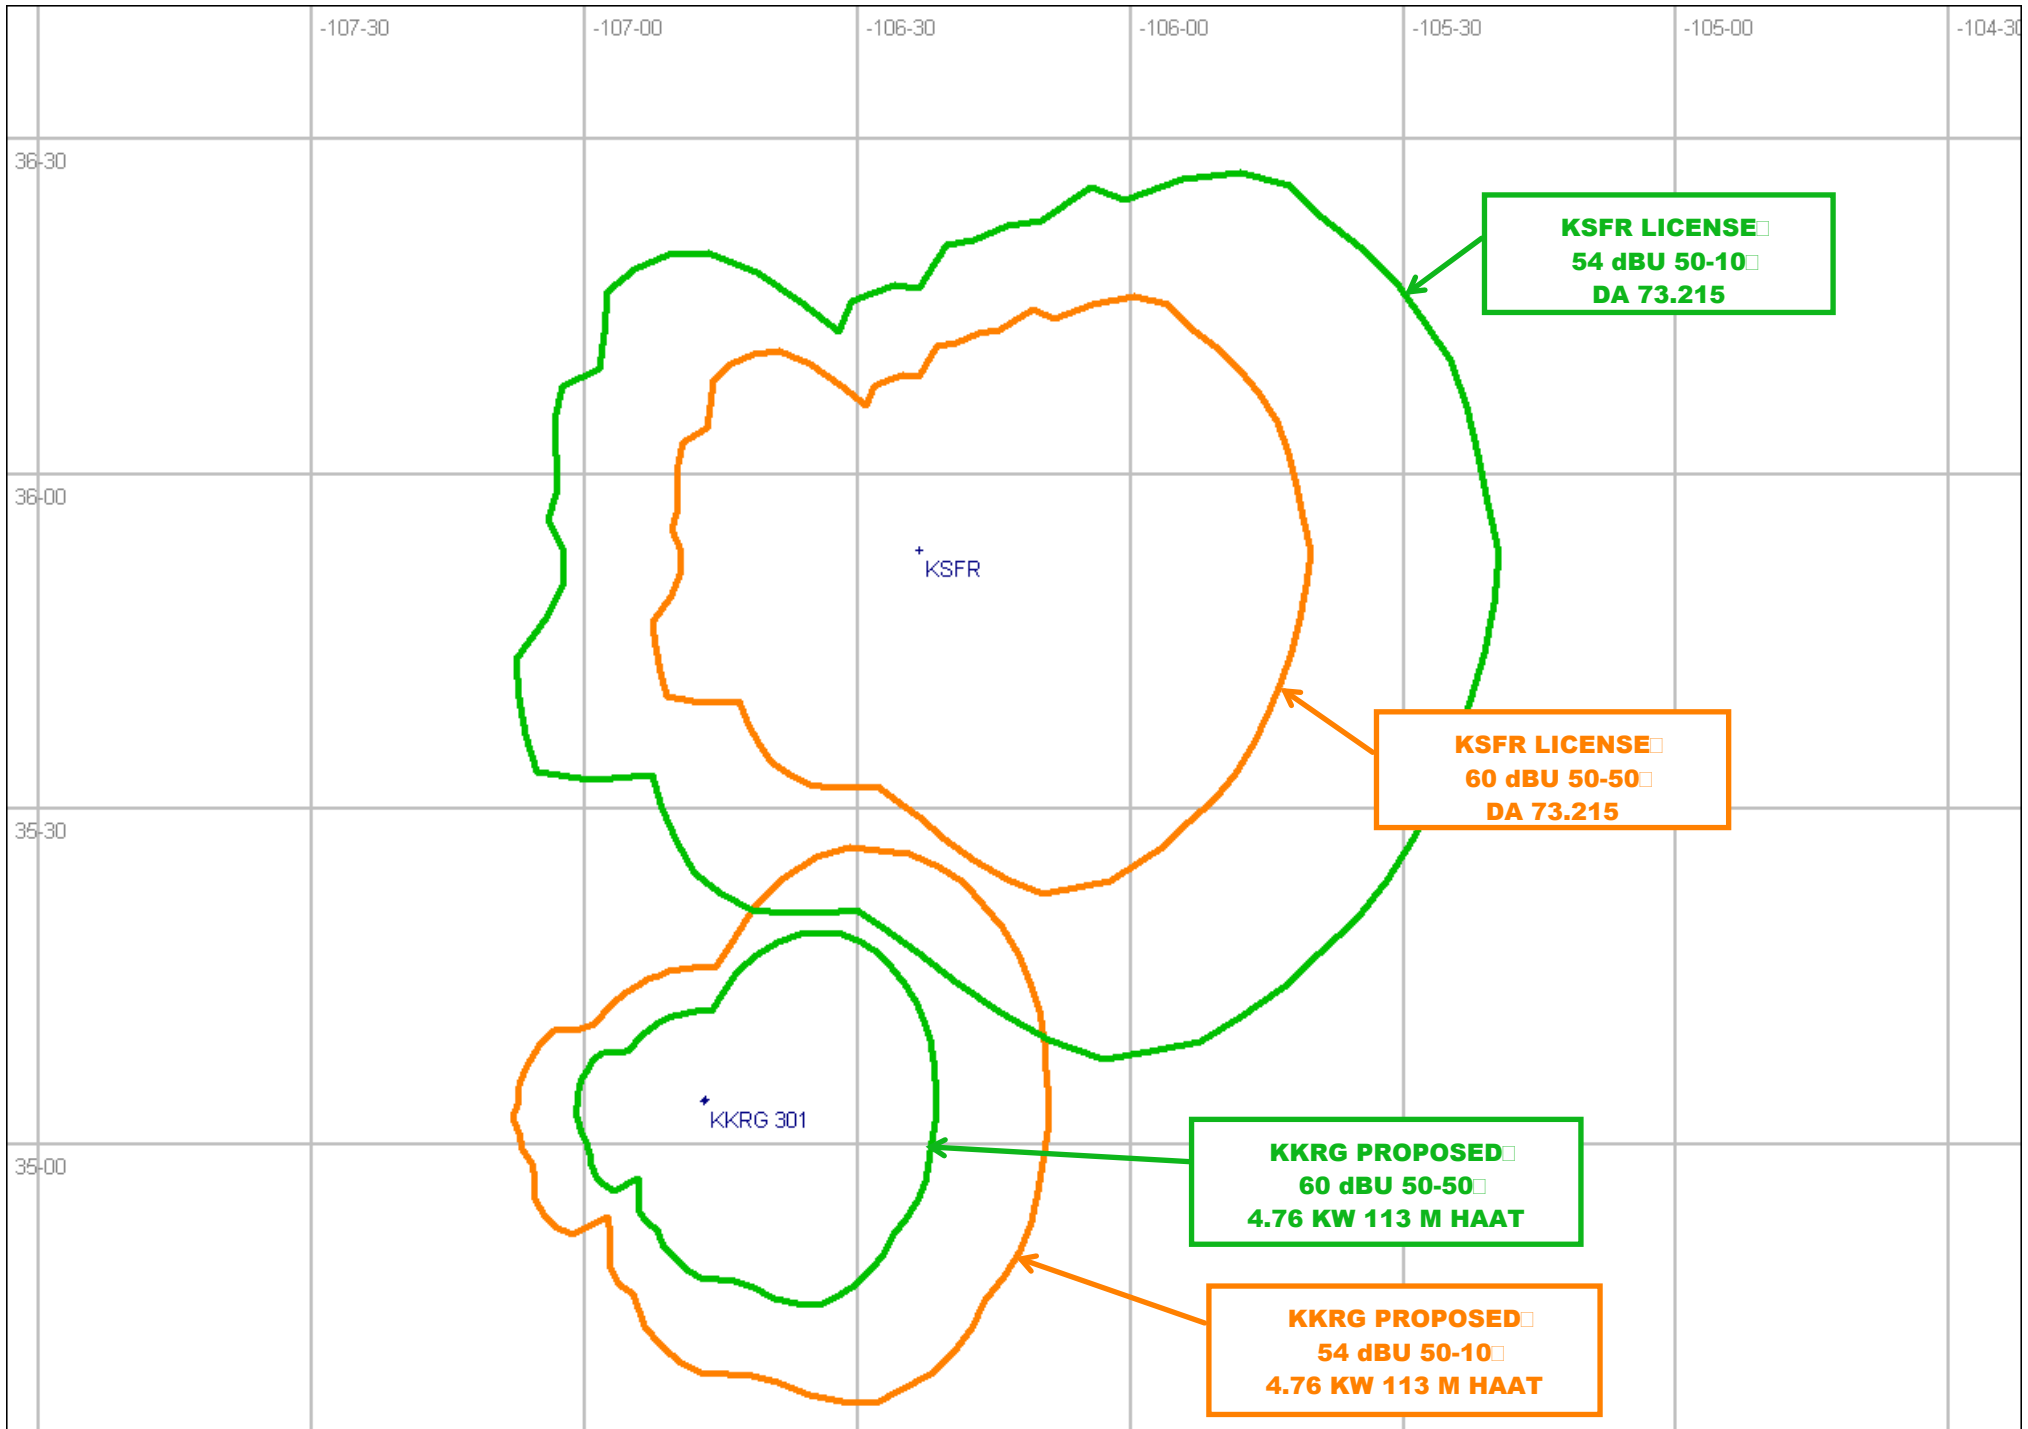 -107-30
-107-00
-106-30
-106-00
-105-30
-105-00
-104-30
36-30
KSFR LICENSE
54 dBU 50-10
DA 73.215
36-00
KSFR
KSFR LICENSE
60 dBU 50-50
DA 73.215
35-30
KKRG 301
35-00
KKRG PROPOSED
60 dBU 50-50
4.76 KW 113 M HAAT
KKRG PROPOSED
54 dBU 50-10
4.76 KW 113 M HAAT